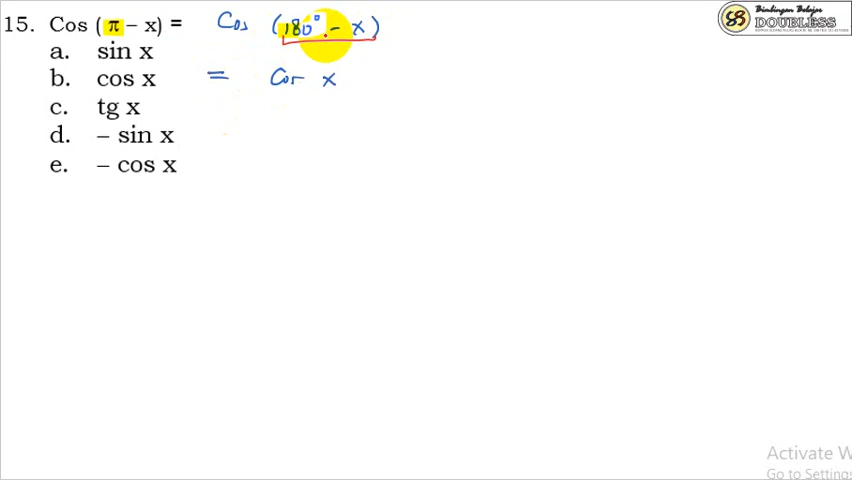 15. Cos (π – x) = Cos (180° – x)
a. sin x
b. cos x = Cos x
c. tg x
d. – sin x
e. – cos x
Bimbingan Belajar
DOUBLESS
Activate W
Go to Settings